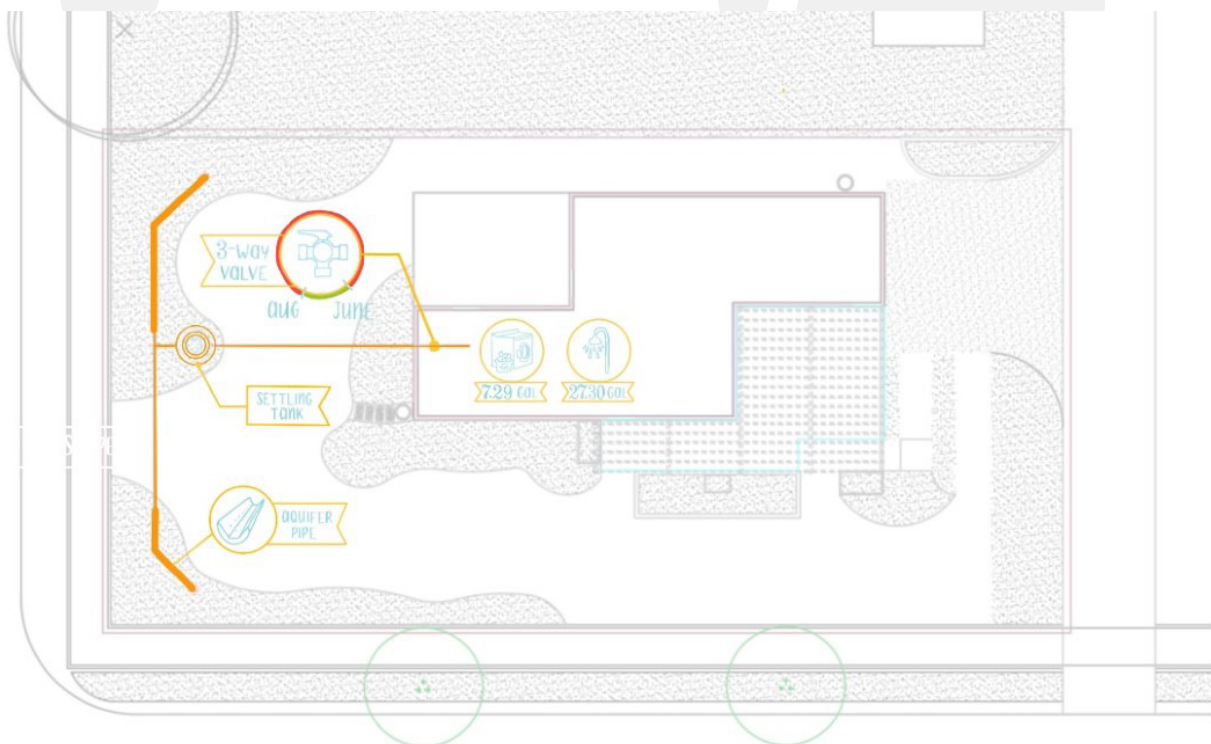 3-WAY
VALVE
AUG JUNE
7.29 GAL
27.30 GAL
SETTLING
TANK
AQUIFER
PIPE